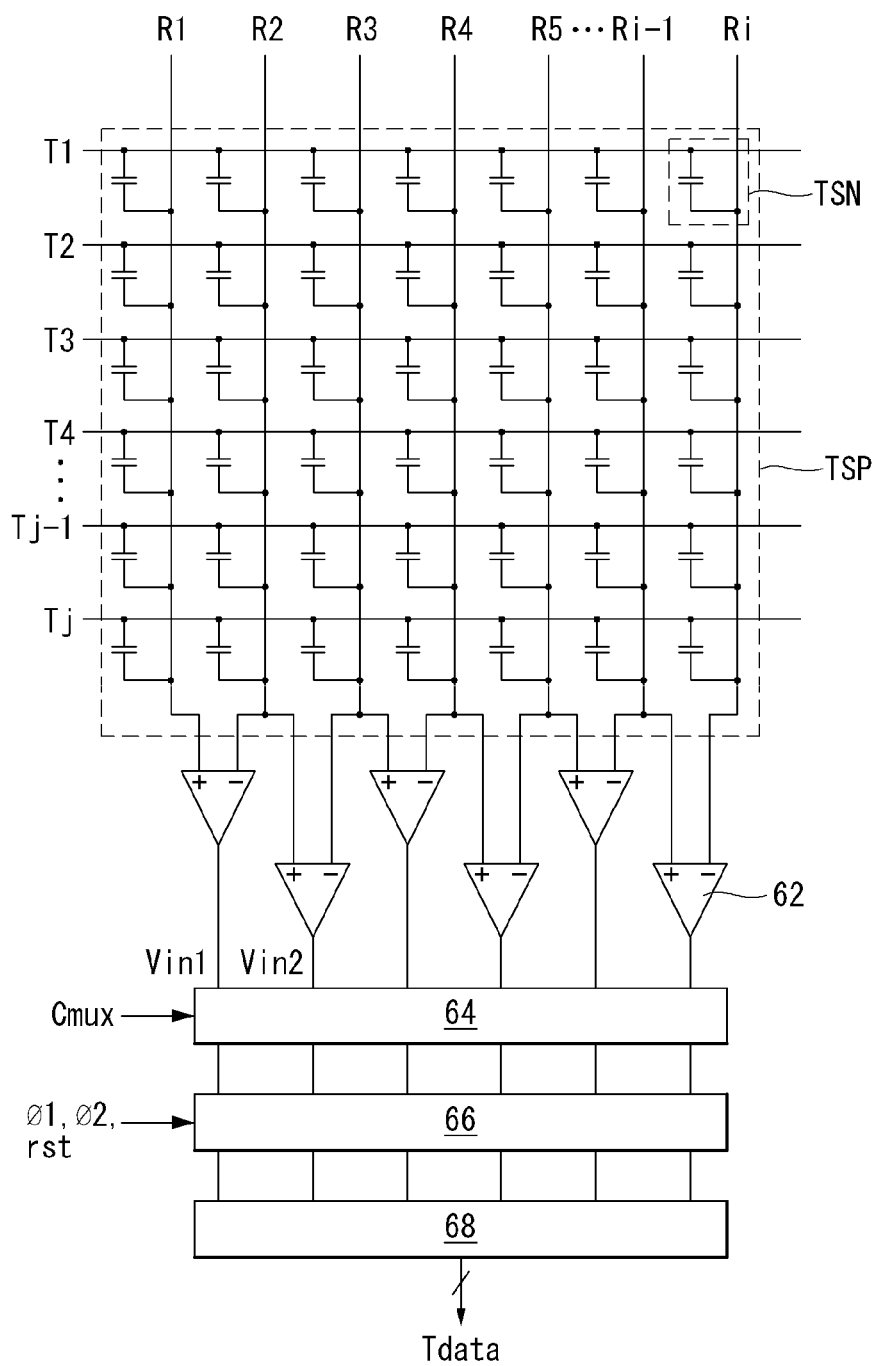 R1 R2 R3 R4 R5 ··· Ri-1 Ri
T1
TSN
T2
T3
T4
TSP
Tj-1
Tj
+ − + − + −
+ − + − + −
62
Vin1 Vin2
Cmux 64
∅1, ∅2,
rst
66
68
Tdata